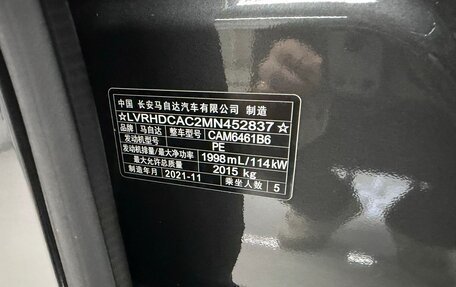 中国 长安马自达汽车有限公司 制造
☆LVRHDCAC2MN452837☆
品牌 马自达 整车型号 CAM6461B6
发动机型号 PE
发动机排量/最大净功率 1998mL/114kW
最大允许总质量 2015 kg
制造年月 2021-11 乘坐人数 5